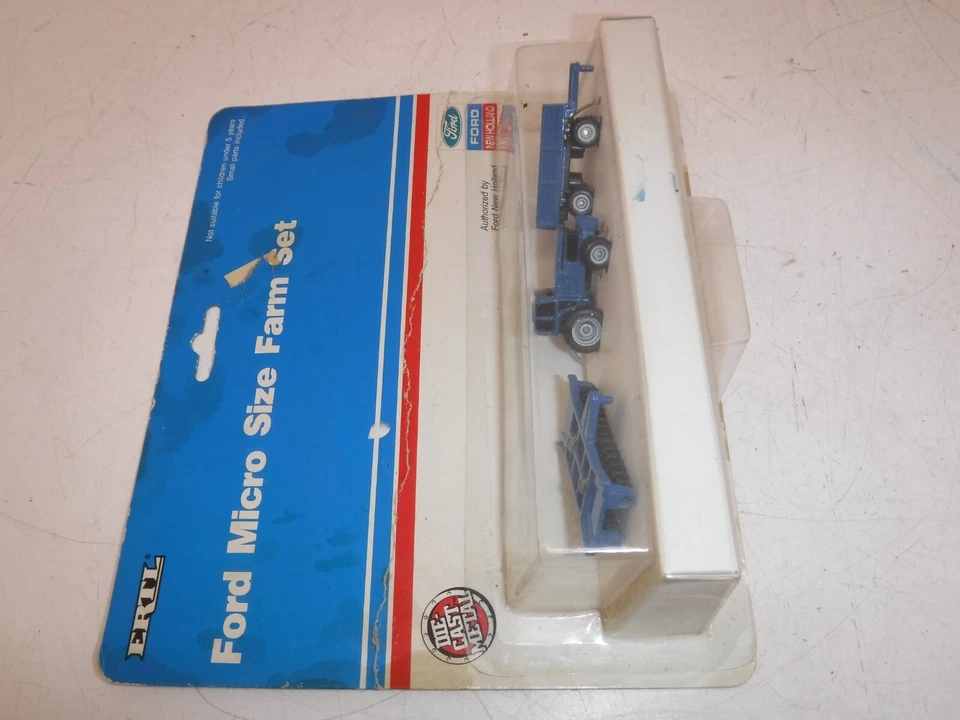 ERTL
Not suitable for children under 5 years
Small parts included.
Ford Micro Size Farm Set
Ford
FORD
NEW HOLLAND
Authorized by
Ford New Holland
DIE-
CAST
METAL